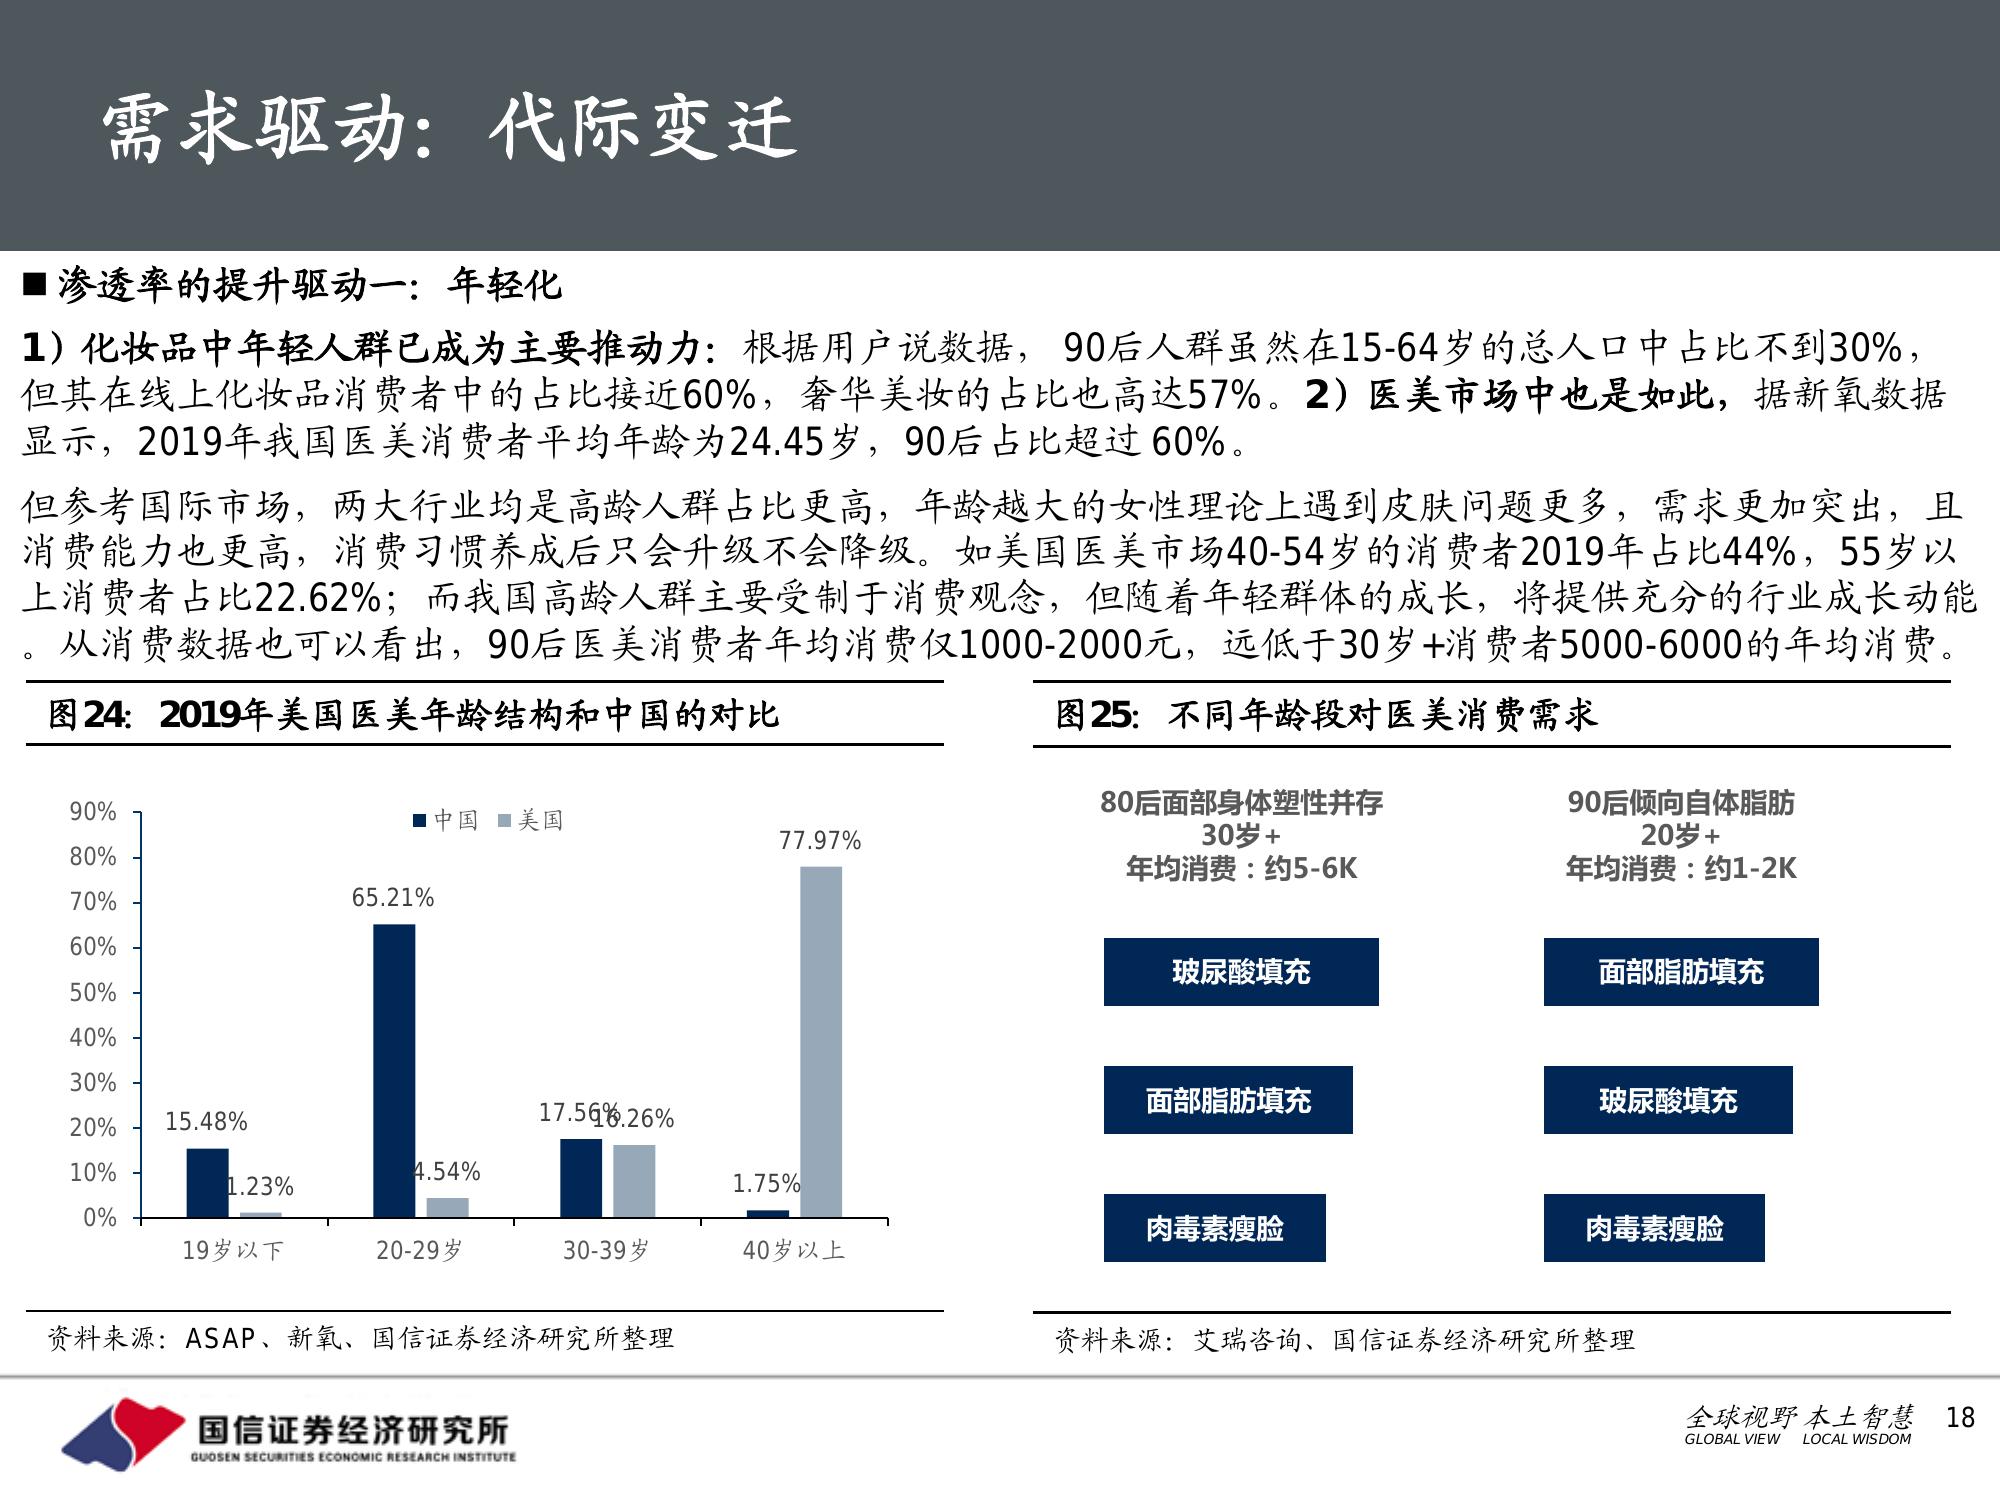 需求驱动：代际变迁
■ 渗透率的提升驱动一：年轻化
1）化妆品中年轻人群已成为主要推动力：根据用户说数据， 90后人群虽然在15-64岁的总人口中占比不到30%，
但其在线上化妆品消费者中的占比接近60%，奢华美妆的占比也高达57%。2）医美市场中也是如此，据新氧数据
显示，2019年我国医美消费者平均年龄为24.45岁，90后占比超过 60%。
但参考国际市场，两大行业均是高龄人群占比更高，年龄越大的女性理论上遇到皮肤问题更多，需求更加突出，且
消费能力也更高，消费习惯养成后只会升级不会降级。如美国医美市场40-54岁的消费者2019年占比44%，55岁以
上消费者占比22.62%；而我国高龄人群主要受制于消费观念，但随着年轻群体的成长，将提供充分的行业成长动能
。从消费数据也可以看出，90后医美消费者年均消费仅1000-2000元，远低于30岁+消费者5000-6000的年均消费。
图24： 2019年美国医美年龄结构和中国的对比
中国 美国
90%
80%
70%
60%
50%
40%
30%
20%
10%
0%
15.48%
1.23%
65.21%
4.54%
17.56%
16.26%
1.75%
77.97%
19岁以下 20-29岁 30-39岁 40岁以上
资料来源：ASAP、新氧、国信证券经济研究所整理
图25： 不同年龄段对医美消费需求
80后面部身体塑性并存
30岁+
年均消费：约5-6K
玻尿酸填充
面部脂肪填充
肉毒素瘦脸
90后倾向自体脂肪
20岁+
年均消费：约1-2K
面部脂肪填充
玻尿酸填充
肉毒素瘦脸
资料来源：艾瑞咨询、国信证券经济研究所整理
国信证券经济研究所
GUOSEN SECURITIES ECONOMIC RESEARCH INSTITUTE
全球视野 本土智慧
GLOBAL VIEW LOCAL WISDOM
18